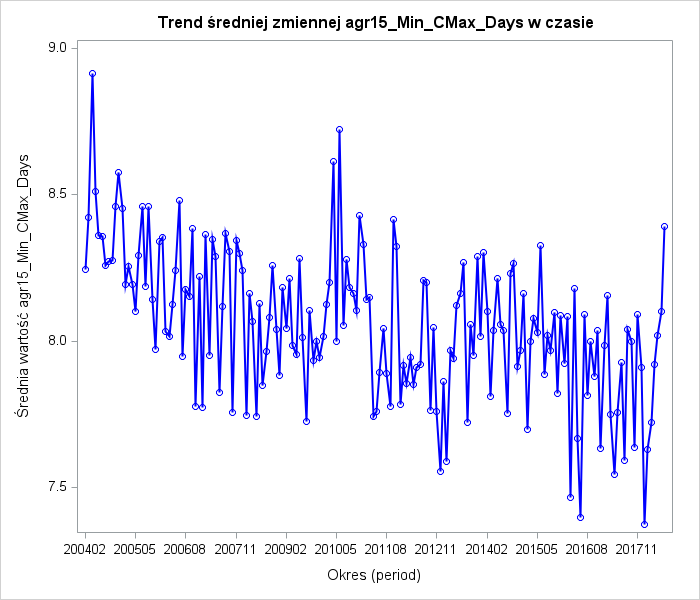 Trend średniej zmiennej agr15_Min_CMax_Days w czasie
Średnia wartość agr15_Min_CMax_Days
9.0
8.5
8.0
7.5
200402 200505 200608 200711 200902 201005 201108 201211 201402 201505 201608 201711
Okres (period)